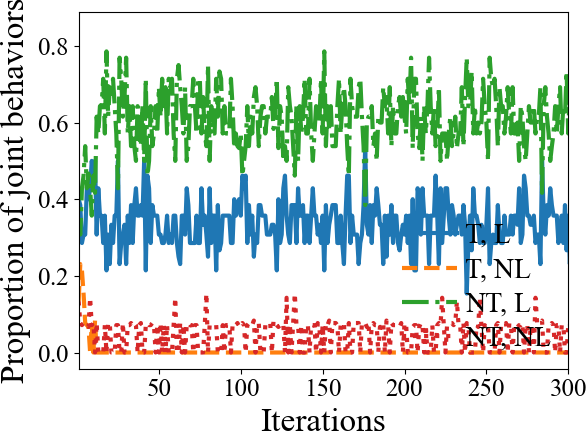 Proportion of joint behaviors
0.8
0.6
0.4
0.2
0.0
T, L
T, NL
NT, L
NT, NL
50
100
150
200
250
300
Iterations